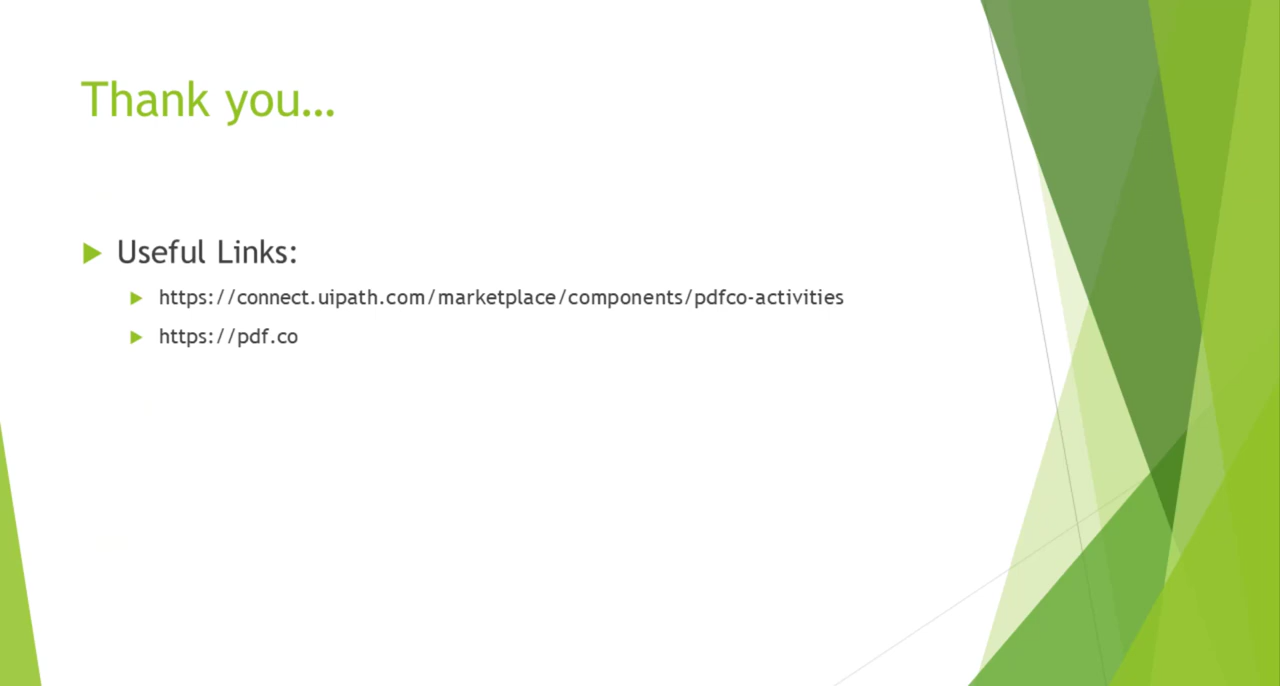 Thank you…
Useful Links:
https://connect.uipath.com/marketplace/components/pdfco-activities
https://pdf.co